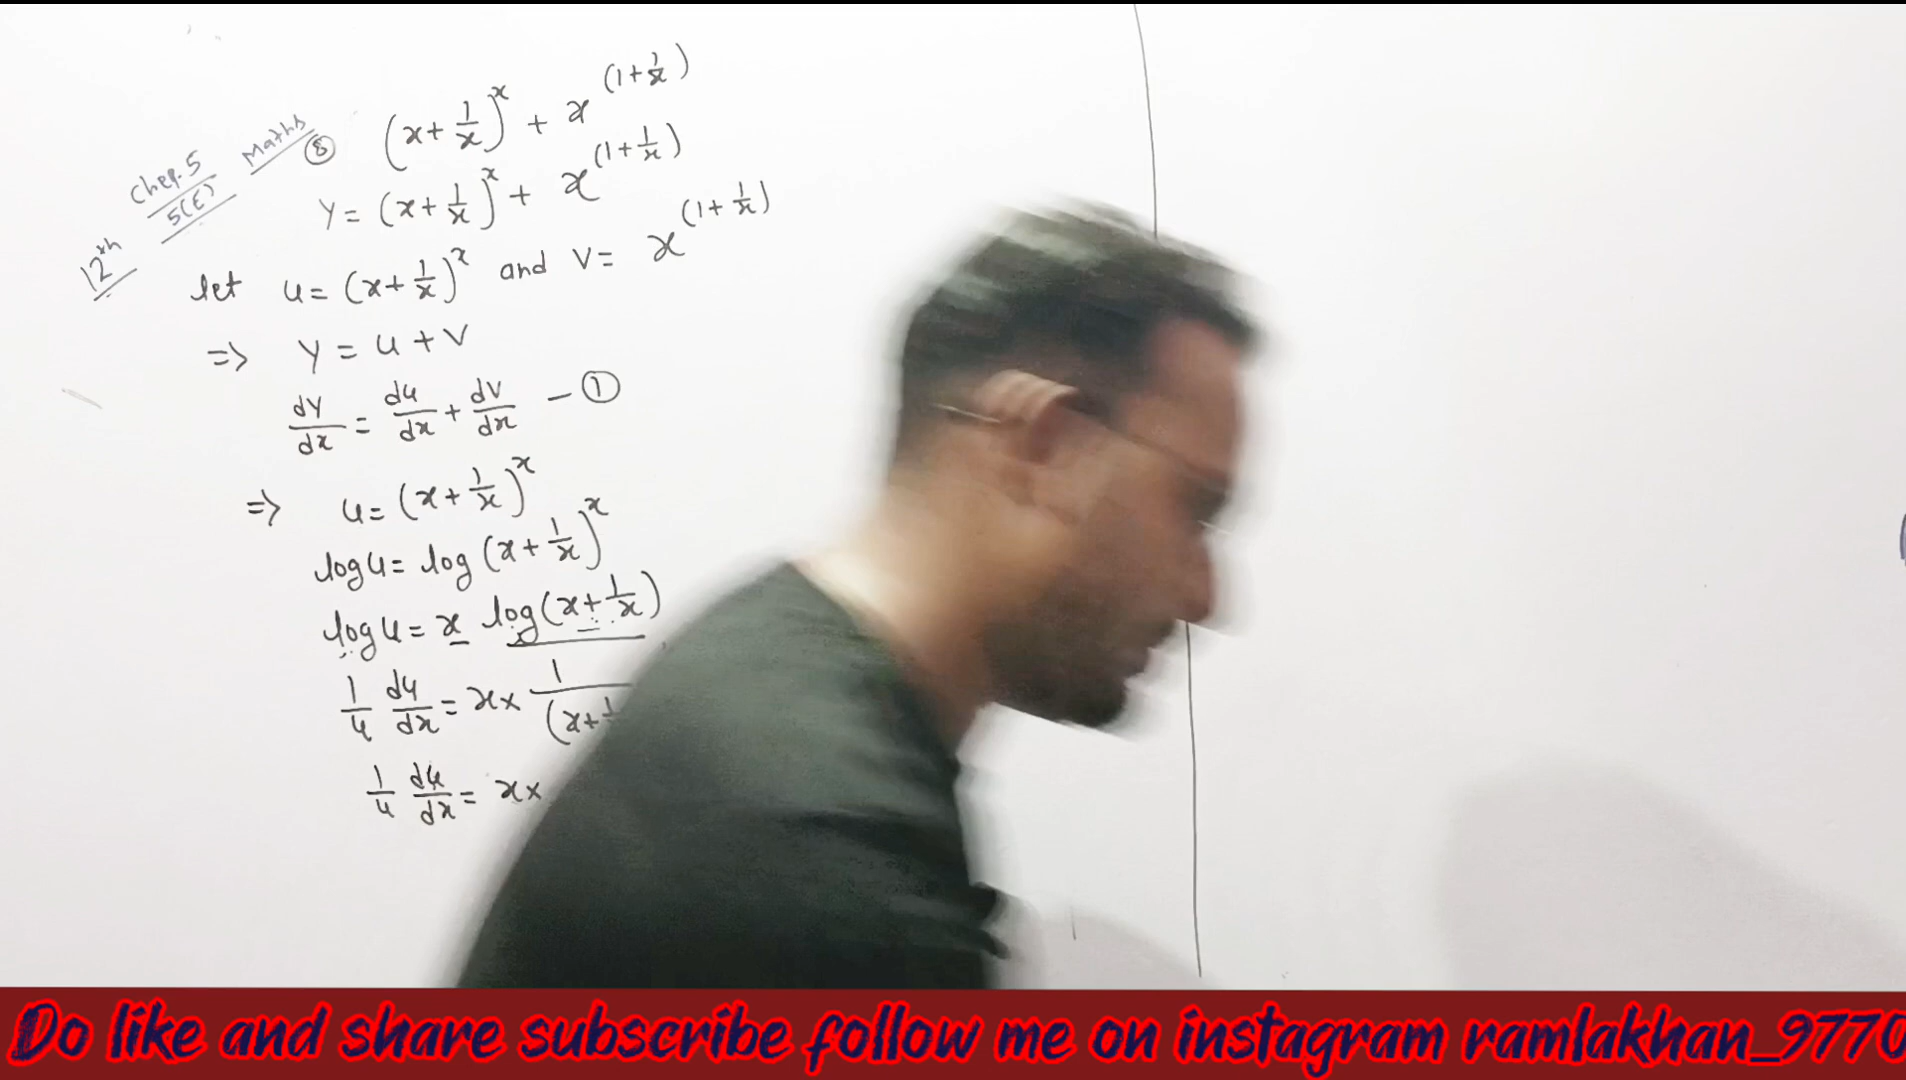 12th Chep. 5 5(E) Maths
⑧ (x+1/x)^x + x^(1+1/x)
y = (x+1/x)^x + x^(1+1/x)
let u= (x+1/x)^x and v= x^(1+1/x)
=> y = u + v
dy/dx = du/dx + dv/dx - ①
=> u= (x+1/x)^x
log u= log (x+1/x)^x
log u= x log(x+1/x)
1/u du/dx = x× 1/(x+1
1/u du/dx = x×
Do like and share subscribe follow me on instagram ramlakhan_9770